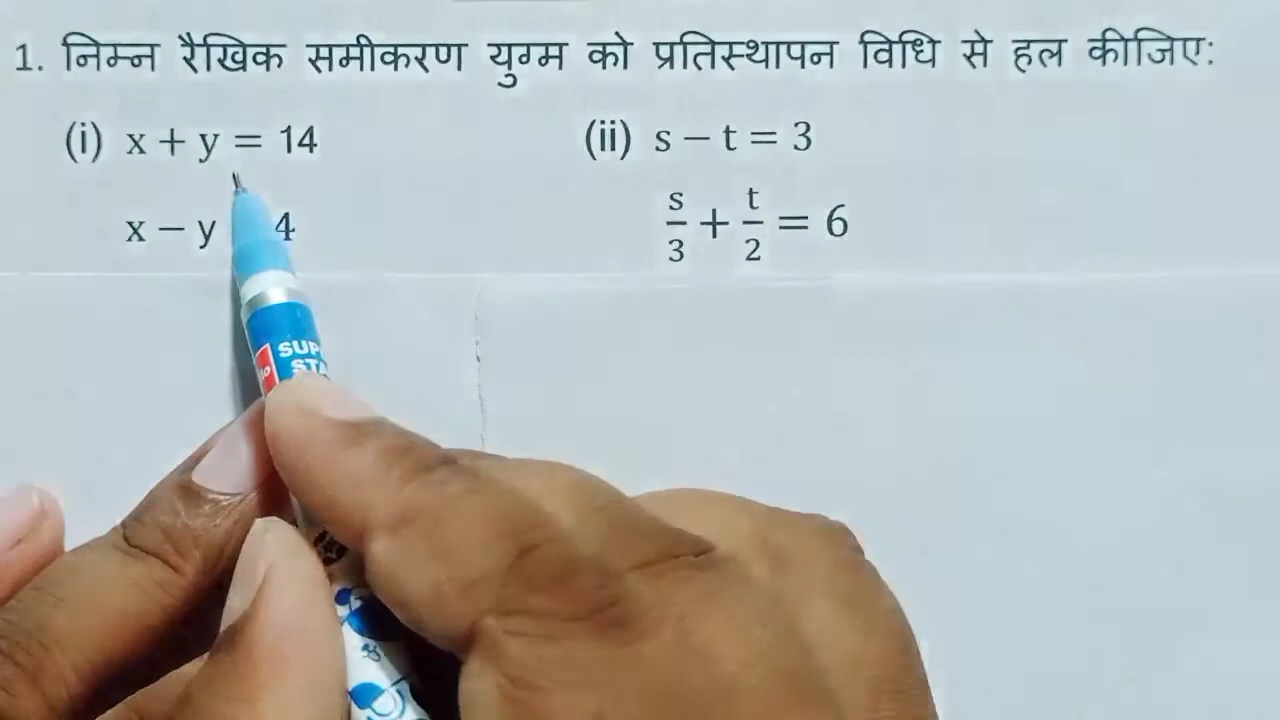 1. निम्न रैखिक समीकरण युग्म को प्रतिस्थापन विधि से हल कीजिए:
(i) x + y = 14
x − y 4
(ii) s − t = 3
s/3 + t/2 = 6